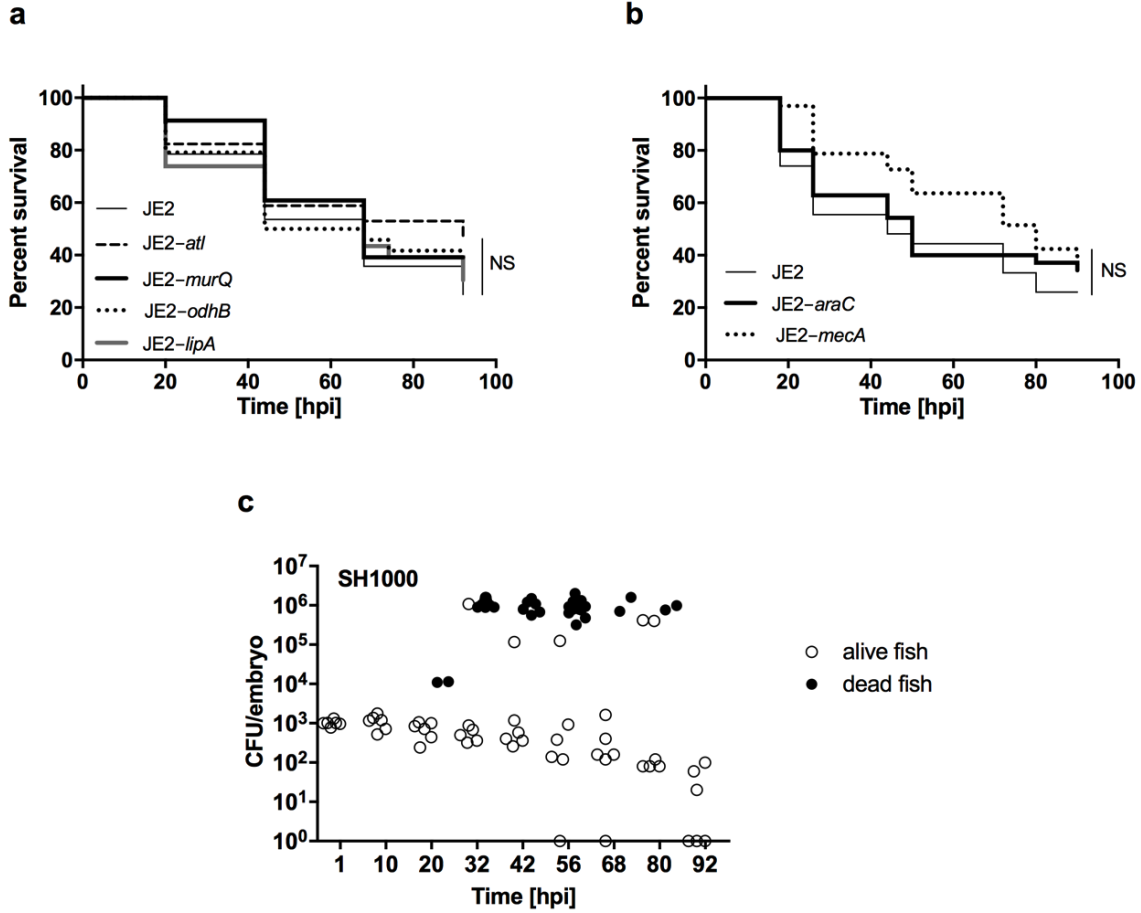 a
Percent survival
100
80
60
40
20
0
JE2
JE2–atl
JE2–murQ
JE2–odhB
JE2–lipA
NS
0 20 40 60 80 100
Time [hpi]
b
Percent survival
100
80
60
40
20
0
JE2
JE2–araC
JE2–mecA
NS
0 20 40 60 80 100
Time [hpi]
c
CFU/embryo
10⁷
10⁶
10⁵
10⁴
10³
10²
10¹
10⁰
SH1000
alive fish
dead fish
1 10 20 32 42 56 68 80 92
Time [hpi]